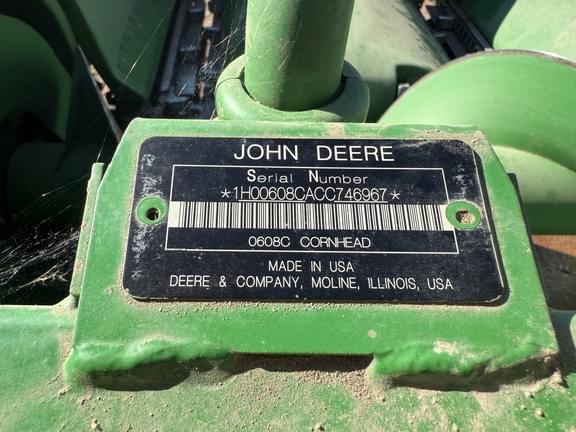 JOHN DEERE
Serial Number
*1H00608CACC746967*
0608C CORNHEAD
MADE IN USA
DEERE & COMPANY, MOLINE, ILLINOIS, USA